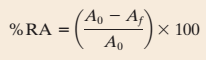 %RA = ((A₀ − A_f)/A₀) × 100